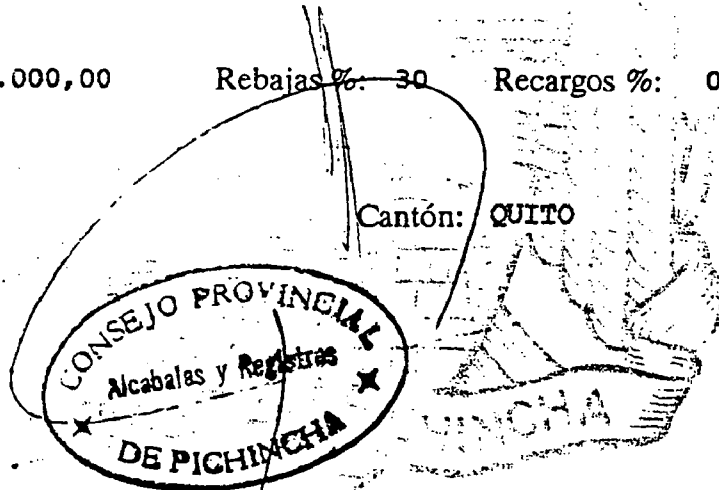 .000,00 Rebajas %: 30 Recargos %: 0
Cantón: QUITO
CONSEJO PROVINCIAL
Alcabalas y Registros
DE PICHINCHA